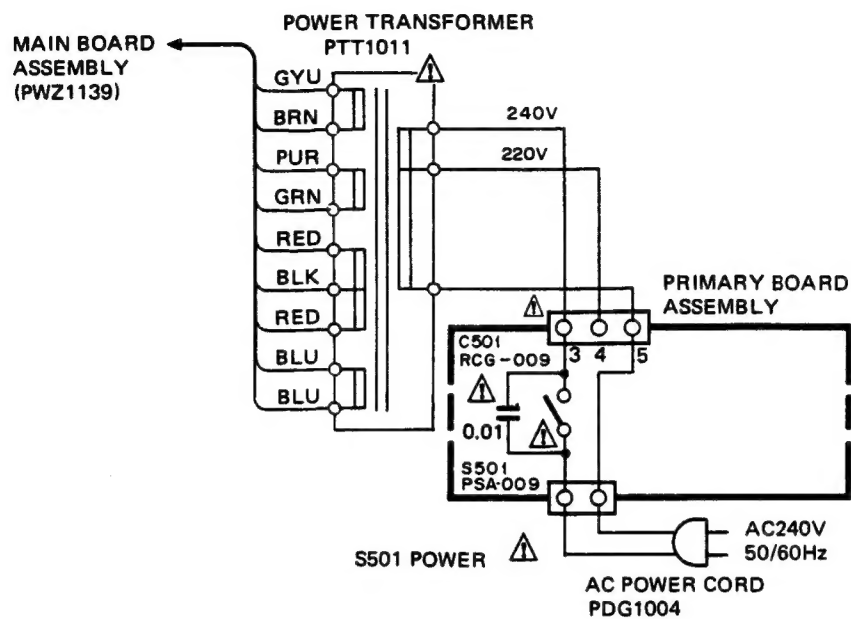 POWER TRANSFORMER
PTT1011
MAIN BOARD
ASSEMBLY
(PWZ1139)
GYU
BRN
PUR
GRN
RED
BLK
RED
BLU
BLU
240V
220V
PRIMARY BOARD
ASSEMBLY
C501
RCG-009
3 4 5
0.01
S501
PSA-009
S501 POWER
AC240V
50/60Hz
AC POWER CORD
PDG1004